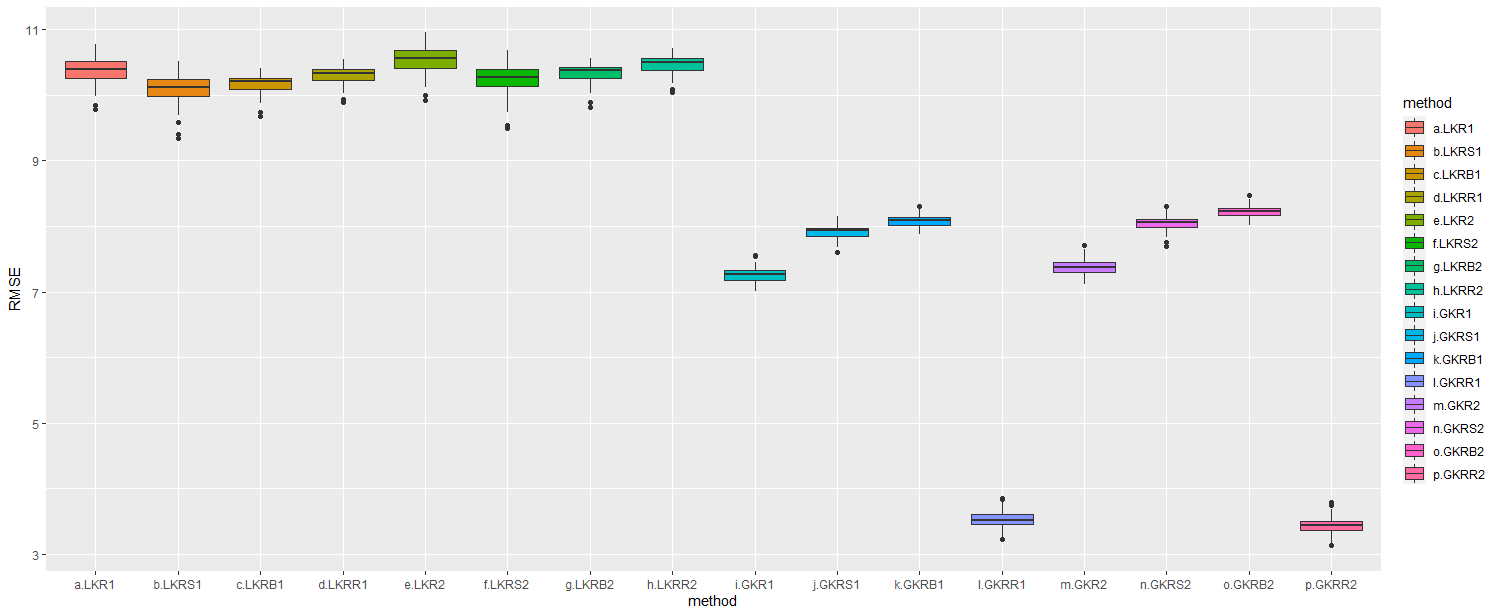 RMSE
11
9
7
5
3
a.LKR1 b.LKRS1 c.LKRB1 d.LKRR1 e.LKR2 f.LKRS2 g.LKRB2 h.LKRR2 i.GKR1 j.GKRS1 k.GKRB1 l.GKRR1 m.GKR2 n.GKRS2 o.GKRB2 p.GKRR2
method
method
a.LKR1
b.LKRS1
c.LKRB1
d.LKRR1
e.LKR2
f.LKRS2
g.LKRB2
h.LKRR2
i.GKR1
j.GKRS1
k.GKRB1
l.GKRR1
m.GKR2
n.GKRS2
o.GKRB2
p.GKRR2